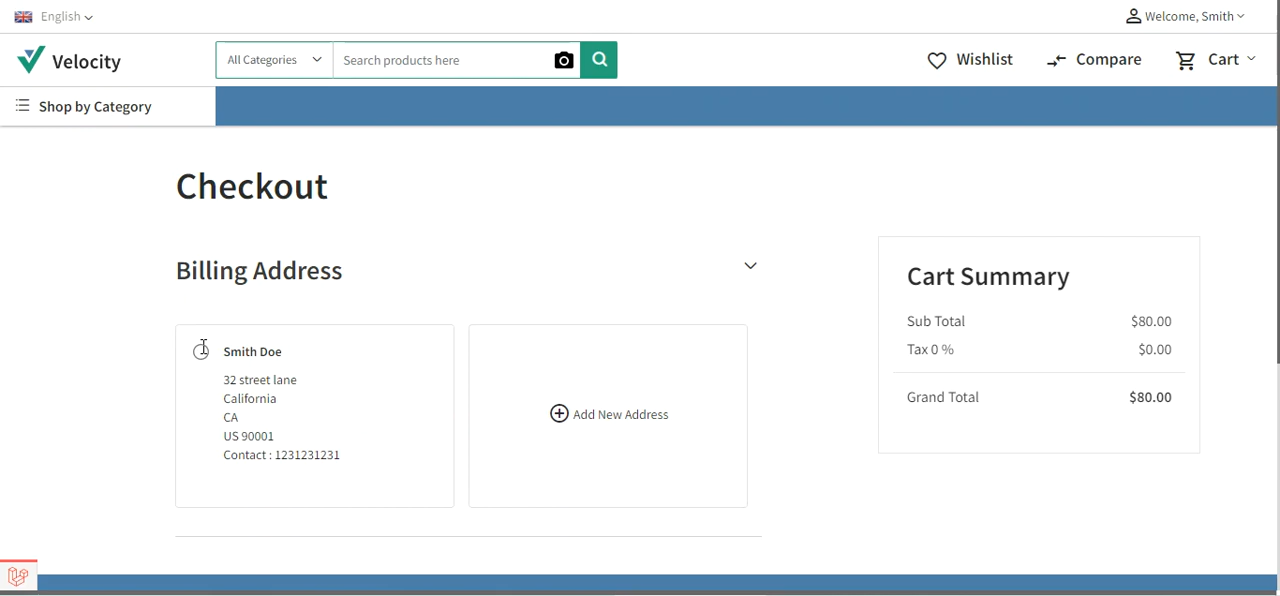 English
Welcome, Smith
Velocity
All Categories
Search products here
Wishlist
Compare
Cart
Shop by Category
Checkout
Billing Address
Smith Doe
32 street lane
California
CA
US 90001
Contact : 1231231231
Add New Address
Cart Summary
Sub Total $80.00
Tax 0 % $0.00
Grand Total $80.00